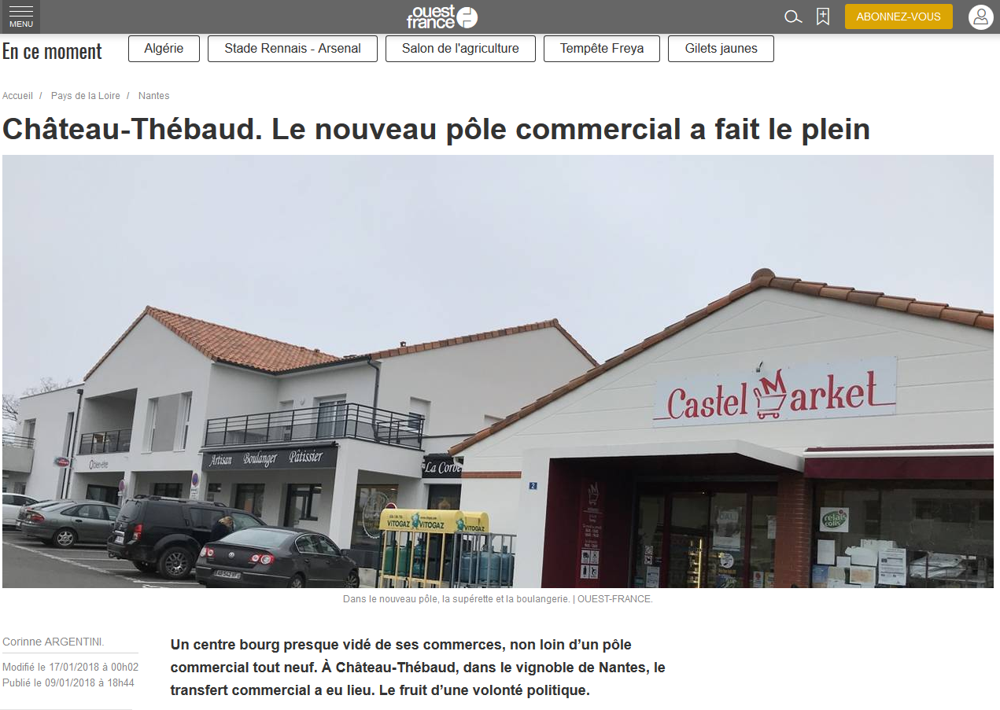 MENU
ouest
france
ABONNEZ-VOUS
En ce moment
Algérie
Stade Rennais - Arsenal
Salon de l'agriculture
Tempête Freya
Gilets jaunes
Accueil / Pays de la Loire / Nantes
Château-Thébaud. Le nouveau pôle commercial a fait le plein
Castel Market
Artisan Boulanger Pâtissier
La Corbe
2
VITOGAZ
VITOGAZ
VITOGAZ
relais
colis
Dans le nouveau pôle, la supérette et la boulangerie. | OUEST-FRANCE.
Corinne ARGENTINI.
Modifié le 17/01/2018 à 00h02
Publié le 09/01/2018 à 18h44
Un centre bourg presque vidé de ses commerces, non loin d’un pôle
commercial tout neuf. À Château-Thébaud, dans le vignoble de Nantes, le
transfert commercial a eu lieu. Le fruit d’une volonté politique.